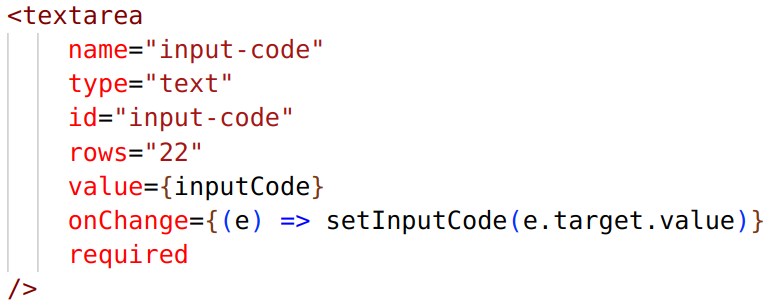 <textarea
name="input-code"
type="text"
id="input-code"
rows="22"
value={inputCode}
onChange={(e) => setInputCode(e.target.value)}
required
/>